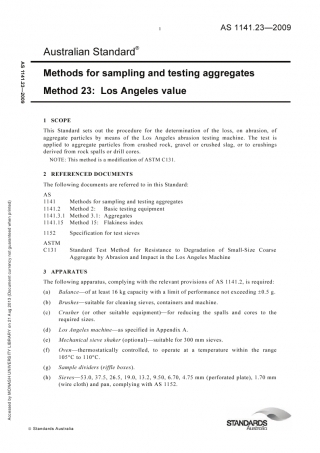 1
AS 1141.23—2009
Australian Standard®
Methods for sampling and testing aggregates
Method 23: Los Angeles value
1 SCOPE
This Standard sets out the procedure for the determination of the loss, on abrasion, of
aggregate particles by means of the Los Angeles abrasion testing machine. The test is
applied to aggregate particles from crushed rock, gravel or crushed slag, or to crushings
derived from rock spalls or drill cores.
NOTE: This method is a modification of ASTM C131.
2 REFERENCED DOCUMENTS
The following documents are referred to in this Standard:
AS
1141 Methods for sampling and testing aggregates
1141.2 Method 2: Basic testing equipment
1141.3.1 Method 3.1: Aggregates
1141.15 Method 15: Flakiness index
1152 Specification for test sieves
ASTM
C131 Standard Test Method for Resistance to Degradation of Small-Size Coarse
Aggregate by Abrasion and Impact in the Los Angeles Machine
3 APPARATUS
The following apparatus, complying with the relevant provisions of AS 1141.2, is required:
(a) Balance—of at least 16 kg capacity with a limit of performance not exceeding ±0.5 g.
(b) Brushes—suitable for cleaning sieves, containers and machine.
(c) Crusher (or other suitable equipment)—for reducing the spalls and cores to the
required sizes.
(d) Los Angeles machine—as specified in Appendix A.
(e) Mechanical sieve shaker (optional)—suitable for 300 mm sieves.
(f) Oven—thermostatically controlled, to operate at a temperature within the range
105°C to 110°C.
(g) Sample dividers (riffle boxes).
(h) Sieves—53.0, 37.5, 26.5, 19.0, 13.2, 9.50, 6.70, 4.75 mm (perforated plate), 1.70 mm
(wire cloth) and pan, complying with AS 1152.
AS 1141.23—2009
Accessed by MONASH UNIVERSITY LIBRARY on 21 Aug 2012 (Document currency not guaranteed when printed)
© Standards Australia
STANDARDS
Australia